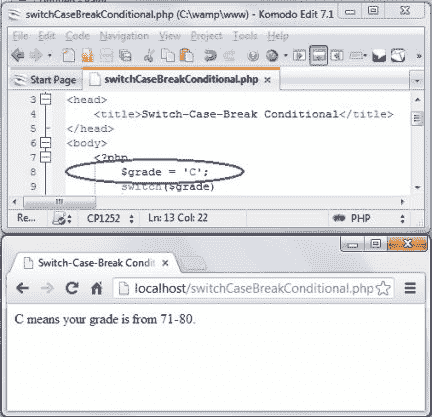 switchCaseBreakConditional.php (C:\wamp\www) - Komodo Edit 7.1
File Edit Code Navigation View Project Tools Help
Start Page switchCaseBreakConditional.php
3 <head>
4 <title>Switch-Case-Break Conditional</title>
5 </head>
6 <body>
7 <?php
8 $grade = 'C';
9 switch($grade)
Re... CP1252 Ln: 13 Col: 22 PHP
Switch-Case-Break Condit
localhost/switchCaseBreakConditional.php
C means your grade is from 71-80.